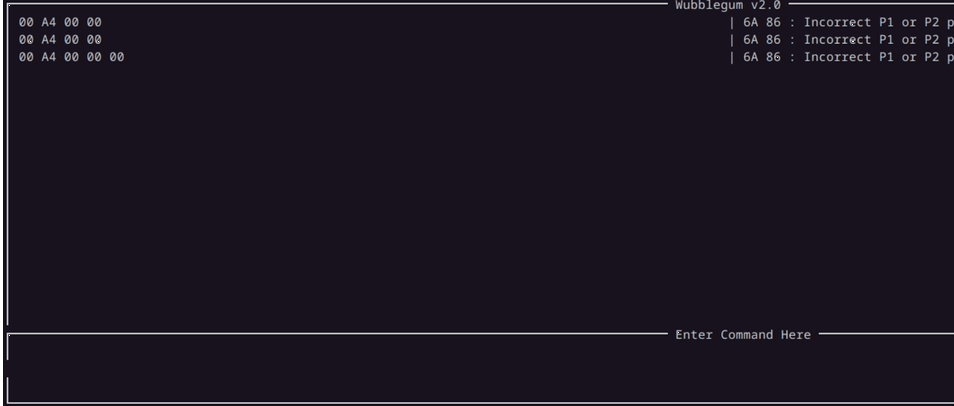 Wubblegum v2.0
00 A4 00 00 | 6A 86 : Incorrect P1 or P2 p
00 A4 00 00 | 6A 86 : Incorrect P1 or P2 p
00 A4 00 00 00 | 6A 86 : Incorrect P1 or P2 p
Enter Command Here